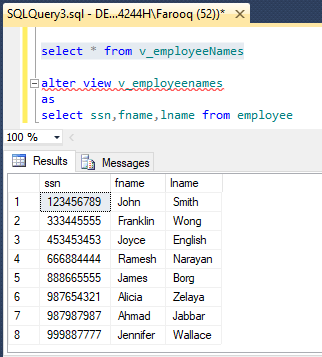 SQLQuery3.sql - DE...4244H\Farooq (52))*
select * from v_employeeNames
alter view v_employeenames
as
select ssn,fname,lname from employee
100 %
Results Messages
ssn fname lname
1 123456789 John Smith
2 333445555 Franklin Wong
3 453453453 Joyce English
4 666884444 Ramesh Narayan
5 888665555 James Borg
6 987654321 Alicia Zelaya
7 987987987 Ahmad Jabbar
8 999887777 Jennifer Wallace